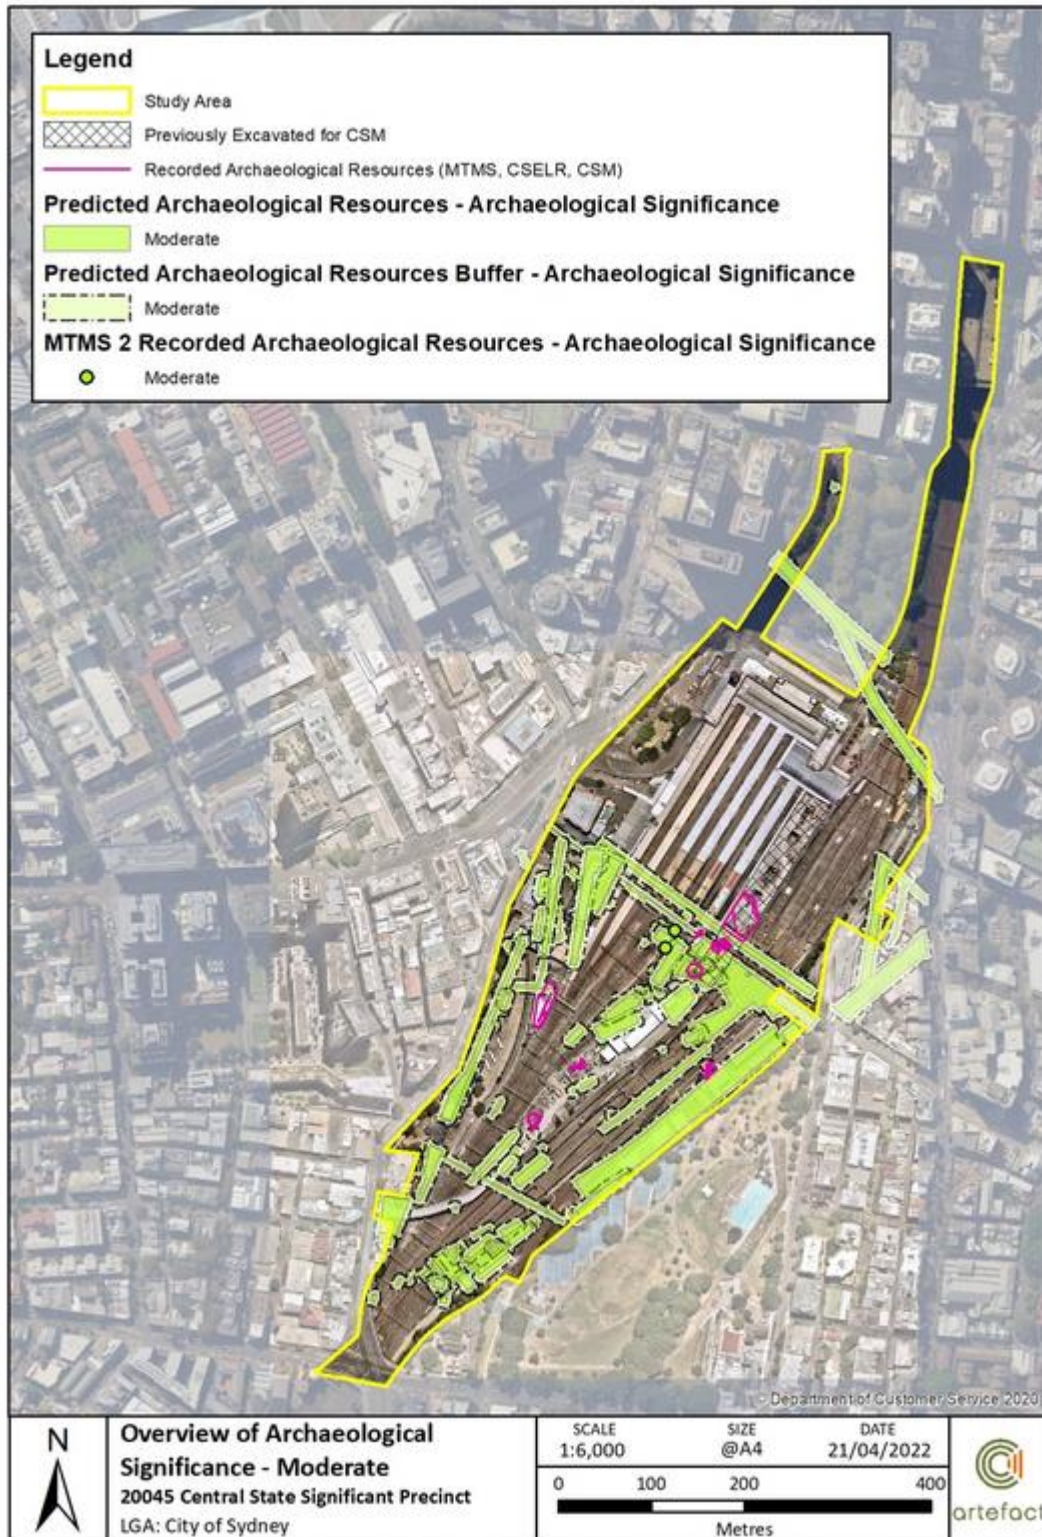 Legend
Study Area
Previously Excavated for CSM
Recorded Archaeological Resources (MTMS, CSELR, CSM)
Predicted Archaeological Resources - Archaeological Significance
Moderate
Predicted Archaeological Resources Buffer - Archaeological Significance
Moderate
MTMS 2 Recorded Archaeological Resources - Archaeological Significance
Moderate
© Department of Customer Service 2020
N
Overview of Archaeological
Significance - Moderate
20045 Central State Significant Precinct
LGA: City of Sydney
SCALE
1:6,000
SIZE
@A4
DATE
21/04/2022
0 100 200 400
Metres
artefact